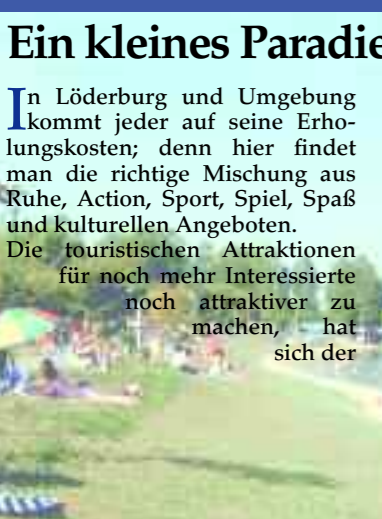 Ein kleines Paradie
In Löderburg und Umgebung
kommt jeder auf seine Erho-
lungskosten; denn hier findet
man die richtige Mischung aus
Ruhe, Action, Sport, Spiel, Spaß
und kulturellen Angeboten.
Die touristischen Attraktionen
für noch mehr Interessierte
noch attraktiver zu
machen, hat
sich der